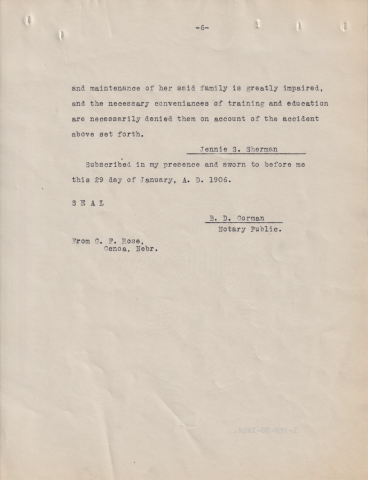 -6-
and maintenance of her said family is greatly impaired,
and the necessary conveniances of training and education
are necessarily denied them on account of the accident
above set forth.
Jennie S. Sherman
Subscribed in my presence and sworn to before me
this 29 day of January, A. D. 1906.
S E A L
B. D. Gorman
Notary Public.
From C. F. Rose,
Genoa, Nebr.